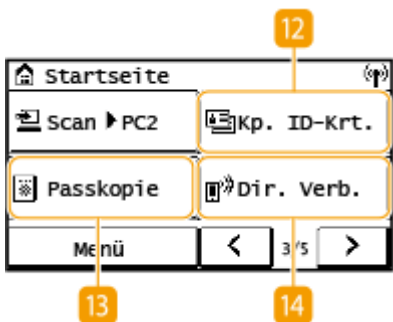 12
Startseite
Scan ▶ PC2
Kp. ID-Krt.
Passkopie
Dir. Verb.
Menü
< 3/5 >
13
14